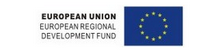 EUROPEAN UNION
EUROPEAN REGIONAL
DEVELOPMENT FUND